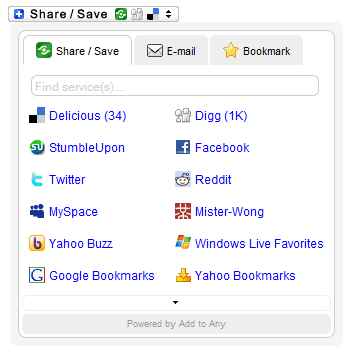 Share / Save
Share / Save E-mail Bookmark
Find service(s)...
Delicious (34) Digg (1K)
StumbleUpon Facebook
Twitter Reddit
MySpace Mister-Wong
Yahoo Buzz Windows Live Favorites
Google Bookmarks Yahoo Bookmarks
Powered by Add to Any